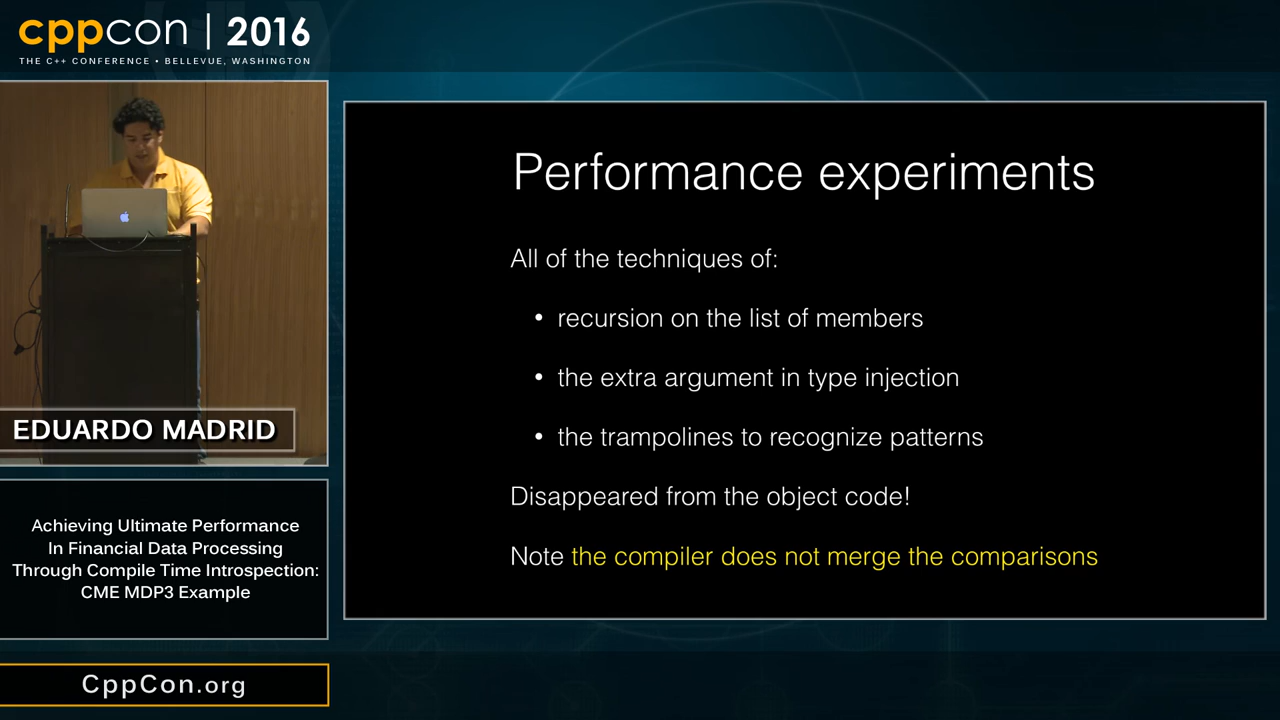 cppcon | 2016
THE C++ CONFERENCE • BELLEVUE, WASHINGTON
EDUARDO MADRID
Achieving Ultimate Performance
In Financial Data Processing
Through Compile Time Introspection:
CME MDP3 Example
CppCon.org
Performance experiments
All of the techniques of:
• recursion on the list of members
• the extra argument in type injection
• the trampolines to recognize patterns
Disappeared from the object code!
Note the compiler does not merge the comparisons